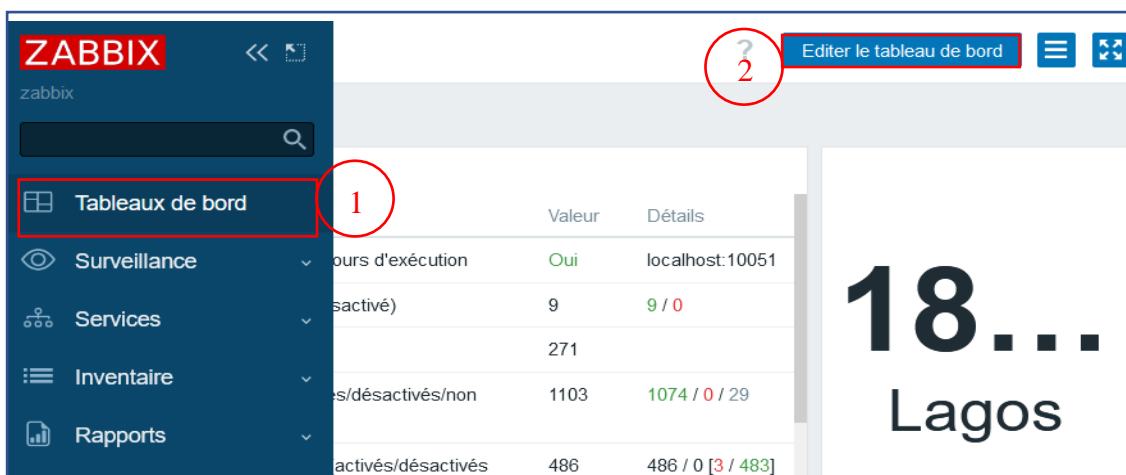 ZABBIX
zabbix
? 2 Editer le tableau de bord
Tableaux de bord 1
Surveillance
Services
Inventaire
Rapports
Valeur Détails
ours d'exécution Oui localhost:10051
sactivé) 9 9 / 0
271
s/désactivés/non 1103 1074 / 0 / 29
activés/désactivés 486 486 / 0 [3 / 483]
18...
Lagos